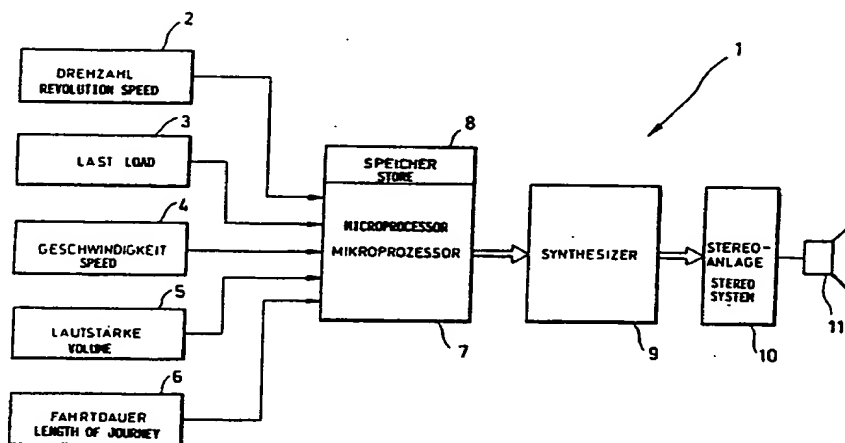 2
DREHZAHL
REVOLUTION SPEED
3
LAST LOAD
4
GESCHWINDIGKEIT
SPEED
5
LAUTSTÄRKE
VOLUME
6
FAHRTDAUER
LENGTH OF JOURNEY
8
SPEICHER
STORE
MICROPROCESSOR
MIKROPROZESSOR
7
1
SYNTHESIZER
9
STEREO-
ANLAGE
STEREO
SYSTEM
10
11